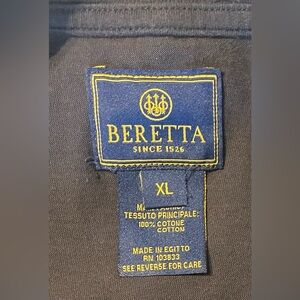 BERETTA
SINCE 1526
XL
TESSUTO PRINCIPALE:
100% COTONE
COTTON
MADE IN EGITTO
RN 103833
SEE REVERSE FOR CARE